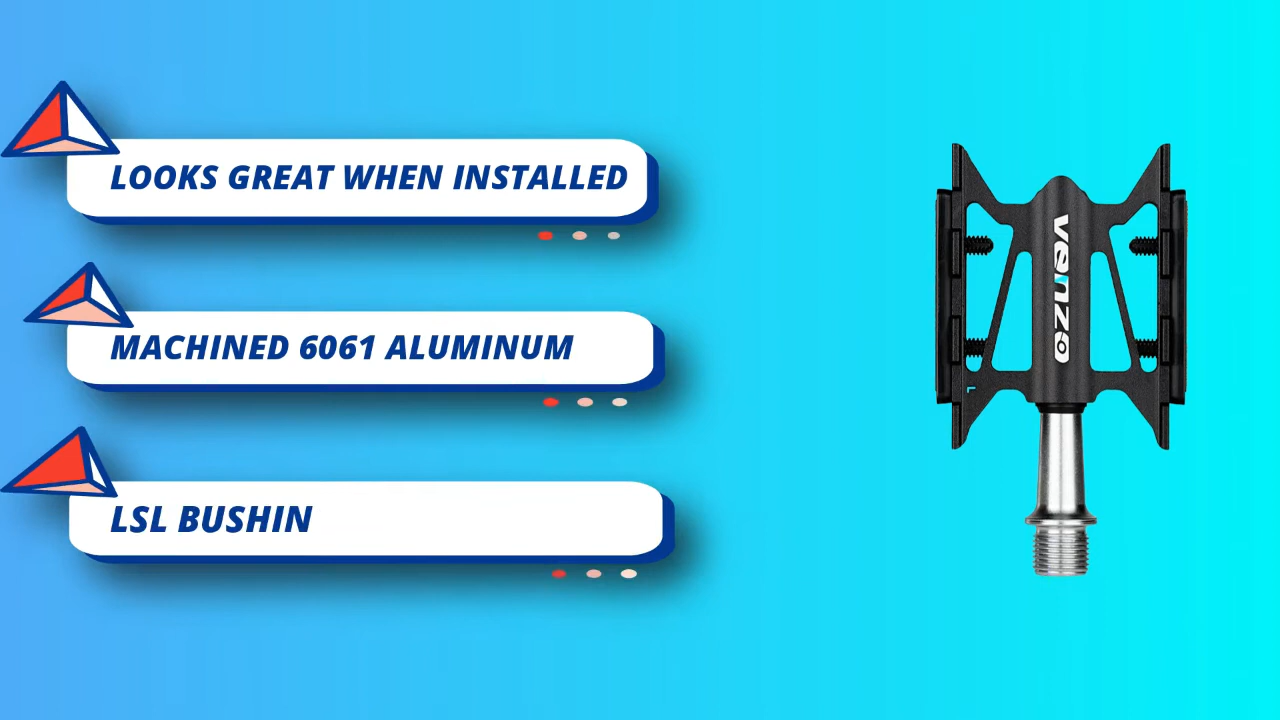 LOOKS GREAT WHEN INSTALLED
MACHINED 6061 ALUMINUM
LSL BUSHIN
venzo
L